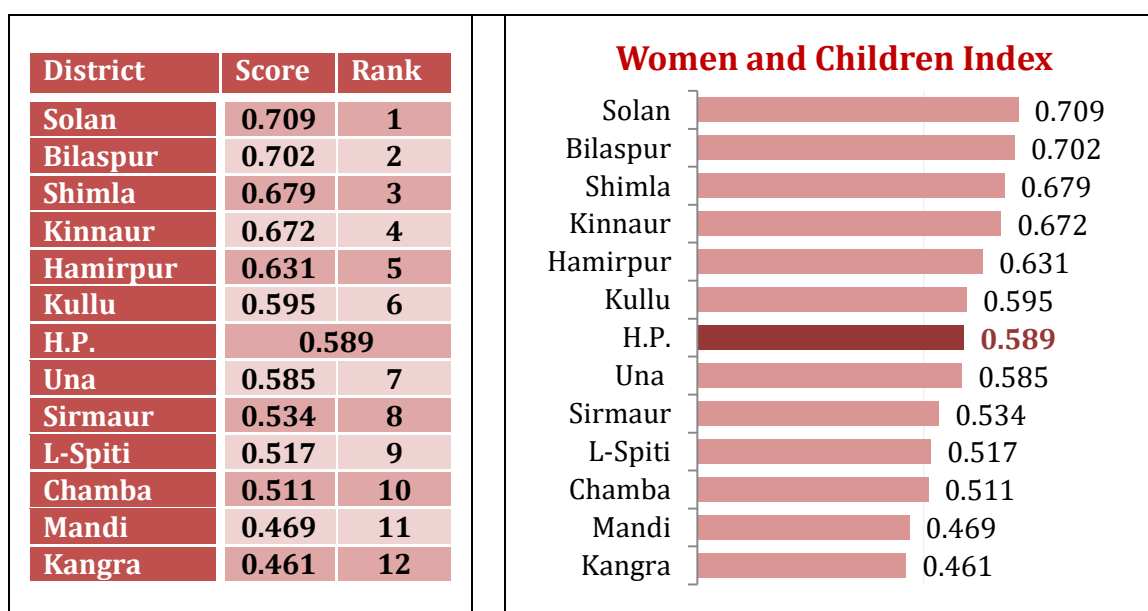 District Score Rank
Solan 0.709 1
Bilaspur 0.702 2
Shimla 0.679 3
Kinnaur 0.672 4
Hamirpur 0.631 5
Kullu 0.595 6
H.P. 0.589
Una 0.585 7
Sirmaur 0.534 8
L-Spiti 0.517 9
Chamba 0.511 10
Mandi 0.469 11
Kangra 0.461 12
Women and Children Index
Solan 0.709
Bilaspur 0.702
Shimla 0.679
Kinnaur 0.672
Hamirpur 0.631
Kullu 0.595
H.P. 0.589
Una 0.585
Sirmaur 0.534
L-Spiti 0.517
Chamba 0.511
Mandi 0.469
Kangra 0.461